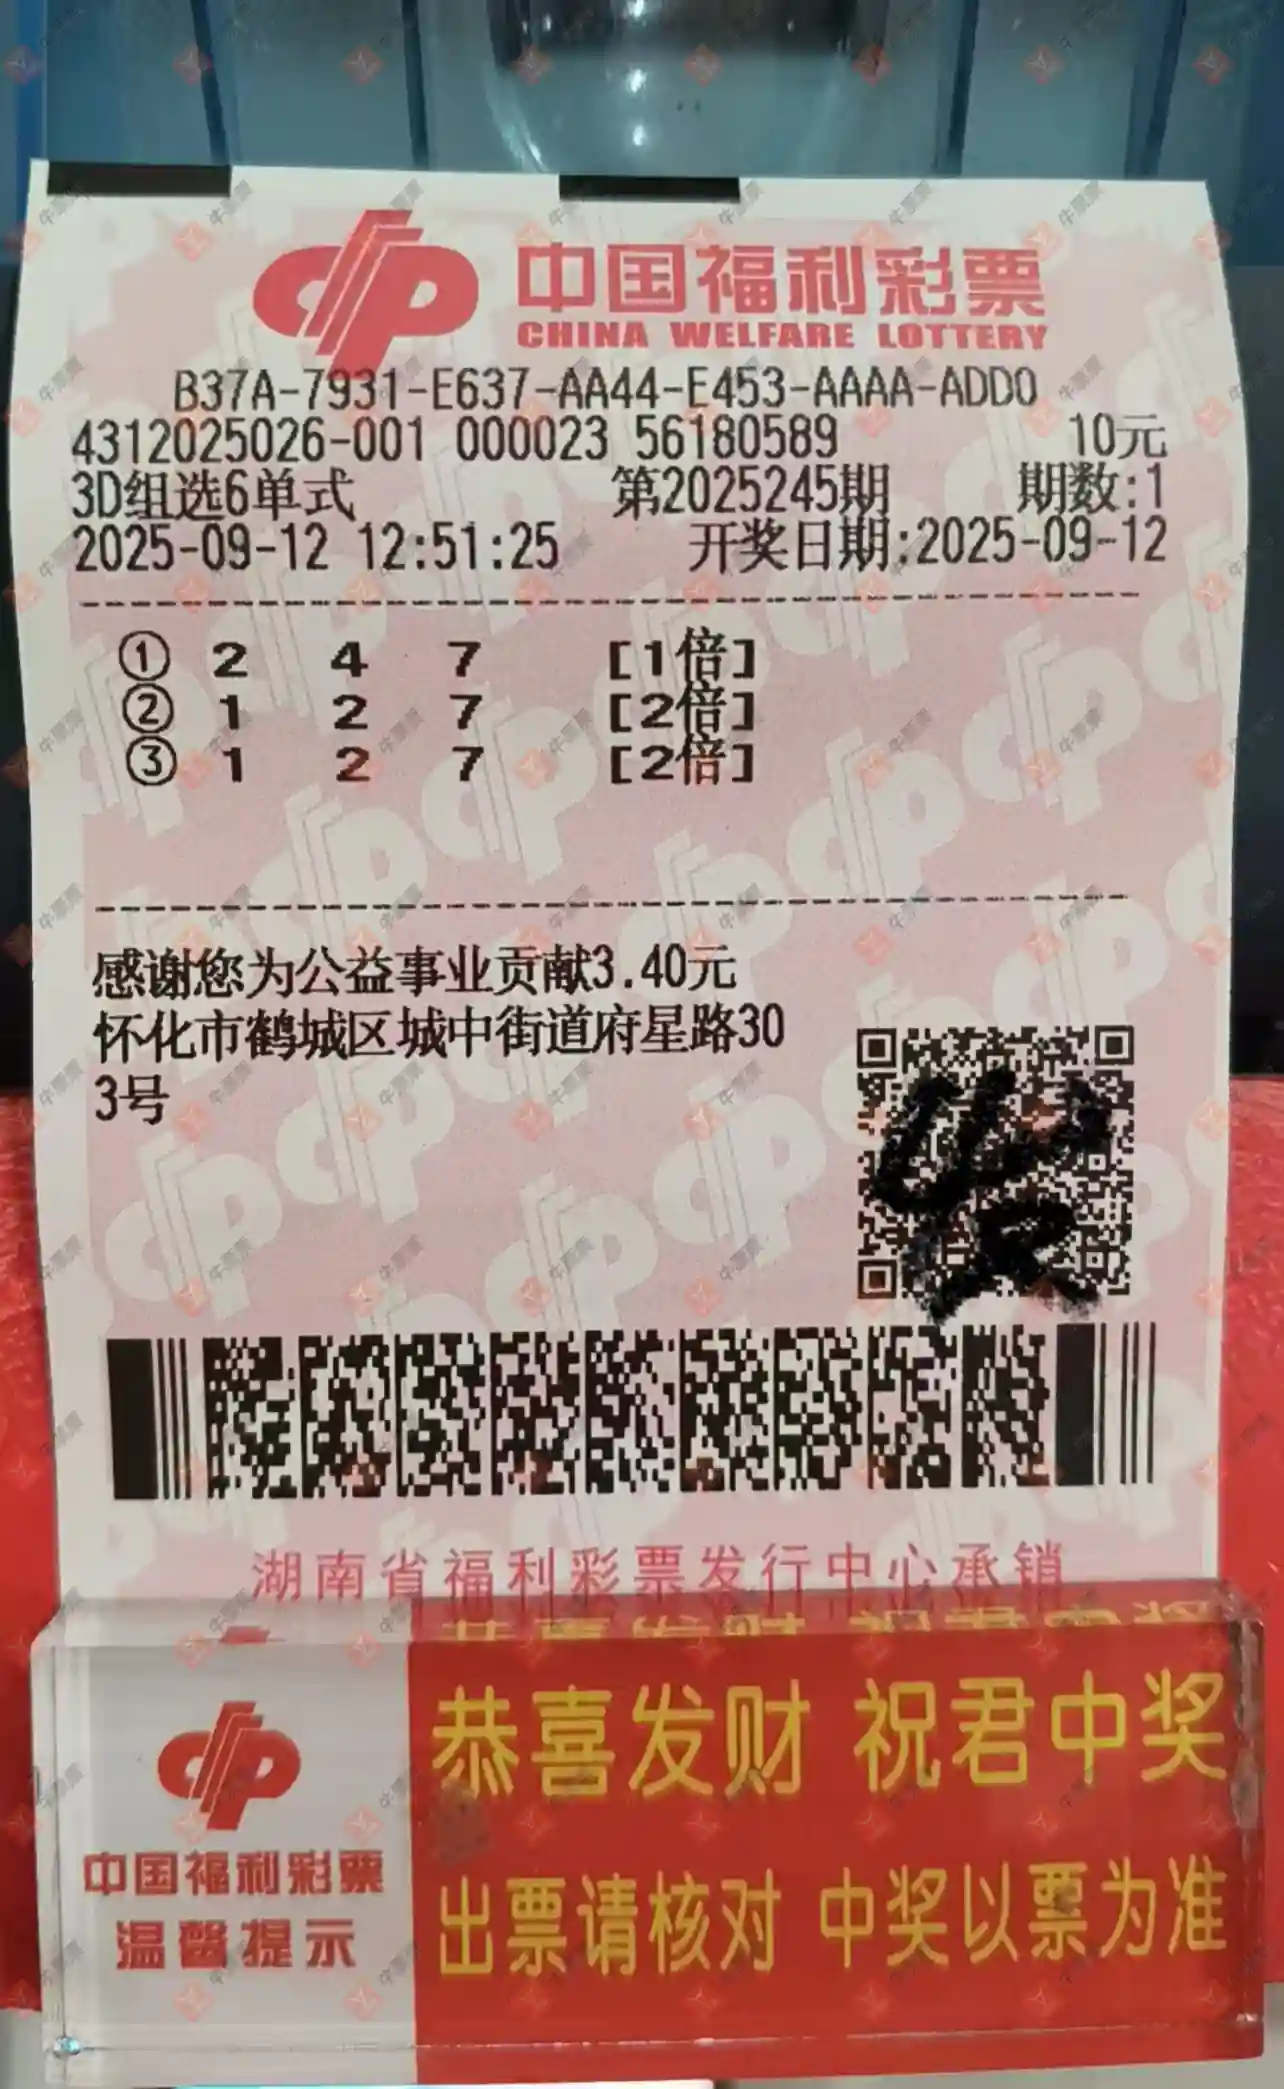 中国福利彩票
CHINA WELFARE LOTTERY
B37A-7931-E637-AA44-E453-AAAA-ADD0
4312025026-001 000023 56180589 10元
3D组选6单式 第2025245期 期数:1
2025-09-12 12:51:25 开奖日期:2025-09-12
① 2 4 7 [1倍]
② 1 2 7 [2倍]
③ 1 2 7 [2倍]
感谢您为公益事业贡献3.40元
怀化市鹤城区城中街道府星路30
3号
湖南省福利彩票发行中心承销
恭喜发财 祝君中奖
中国福利彩票
温馨提示
出票请核对 中奖以票为准